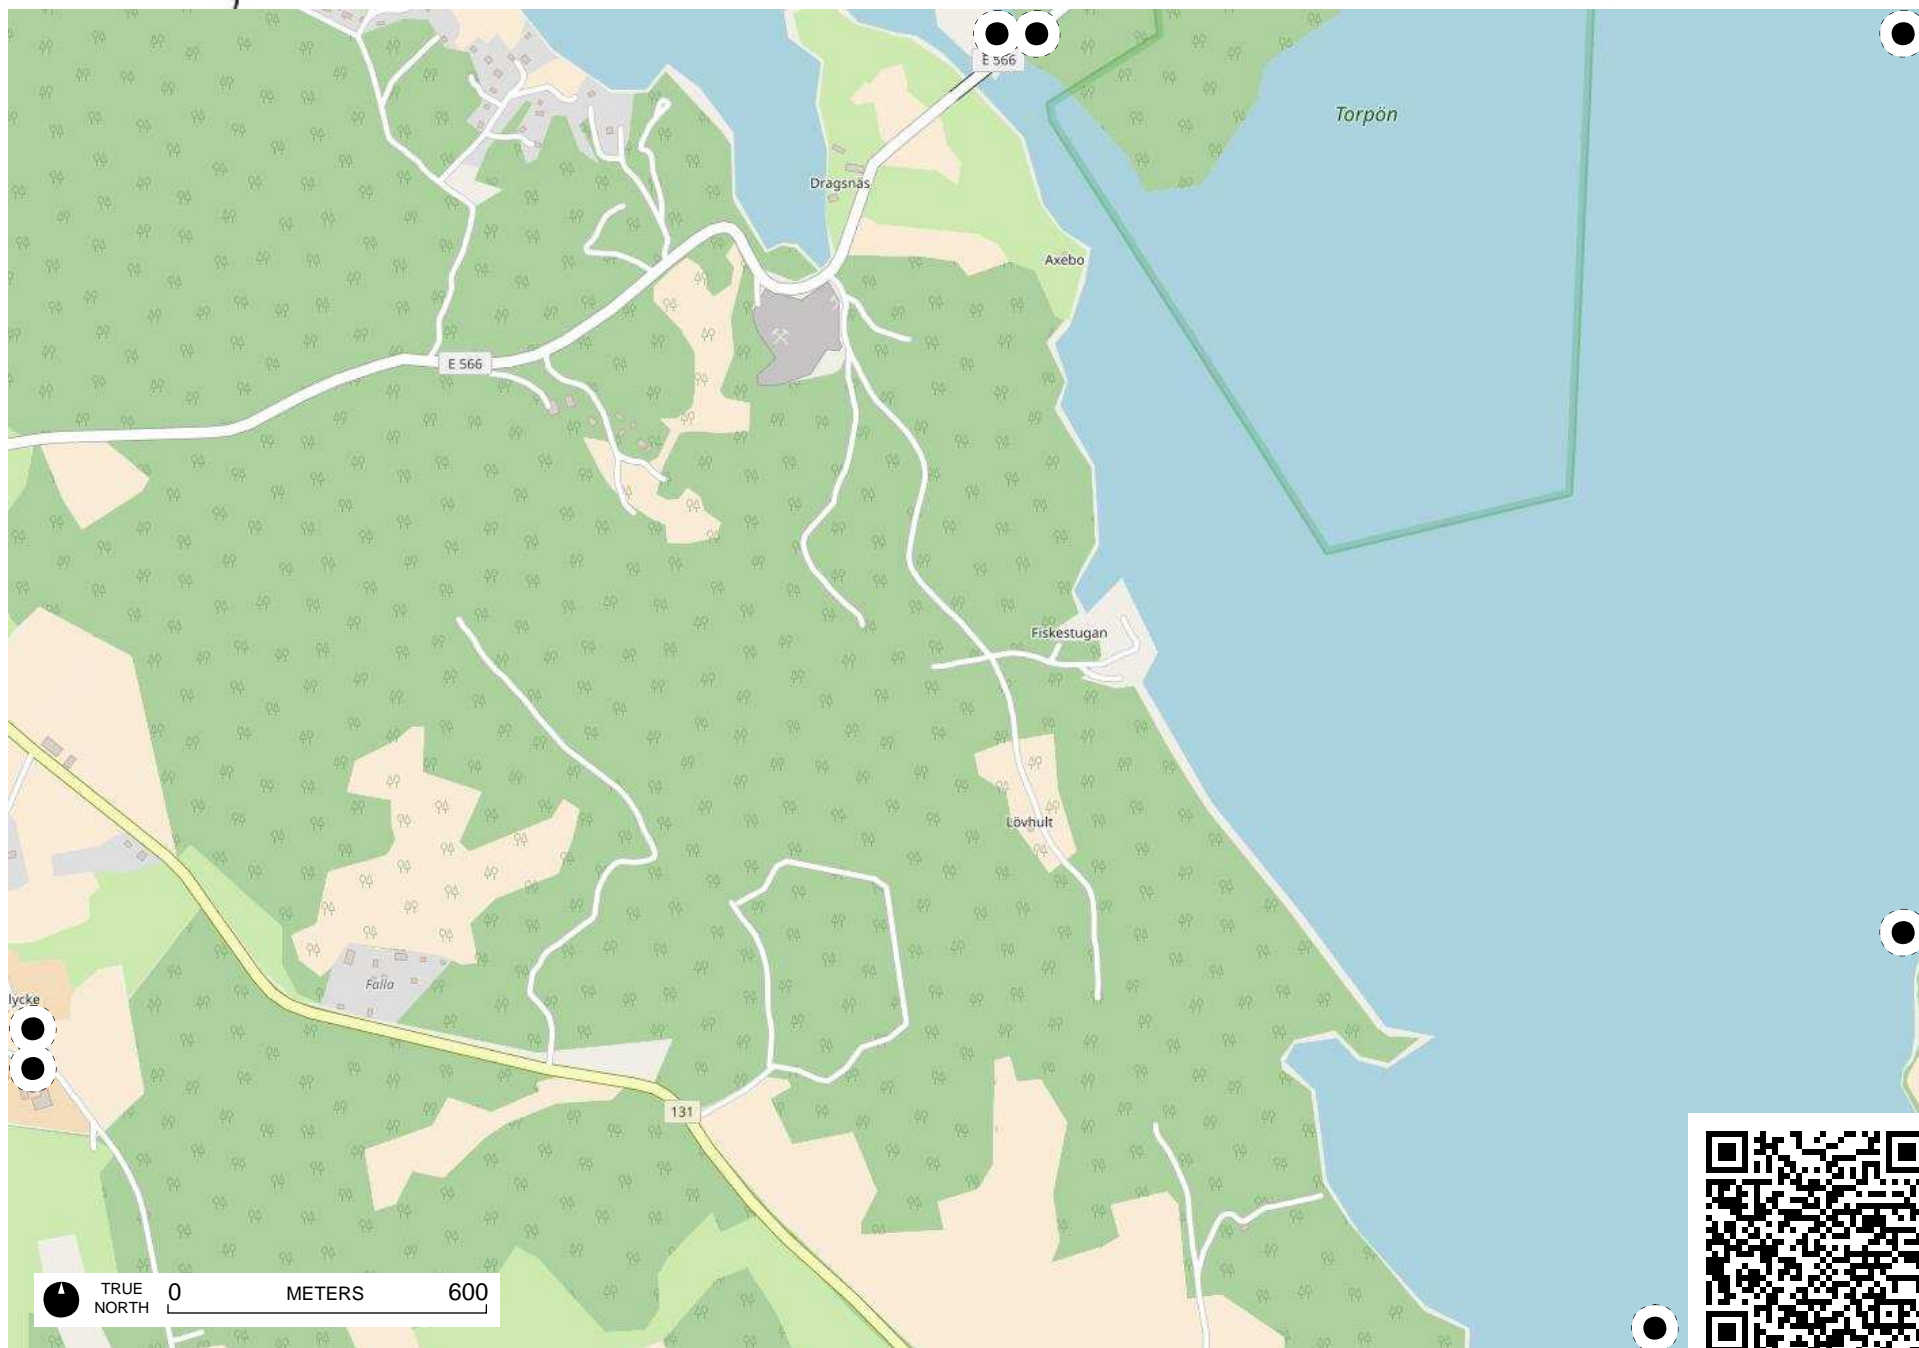 E 566
Torpön
Dragsnäs
Axebo
E 566
Fiskestugan
Lövhult
Falla
lycke
131
TRUE
NORTH
0 METERS 600